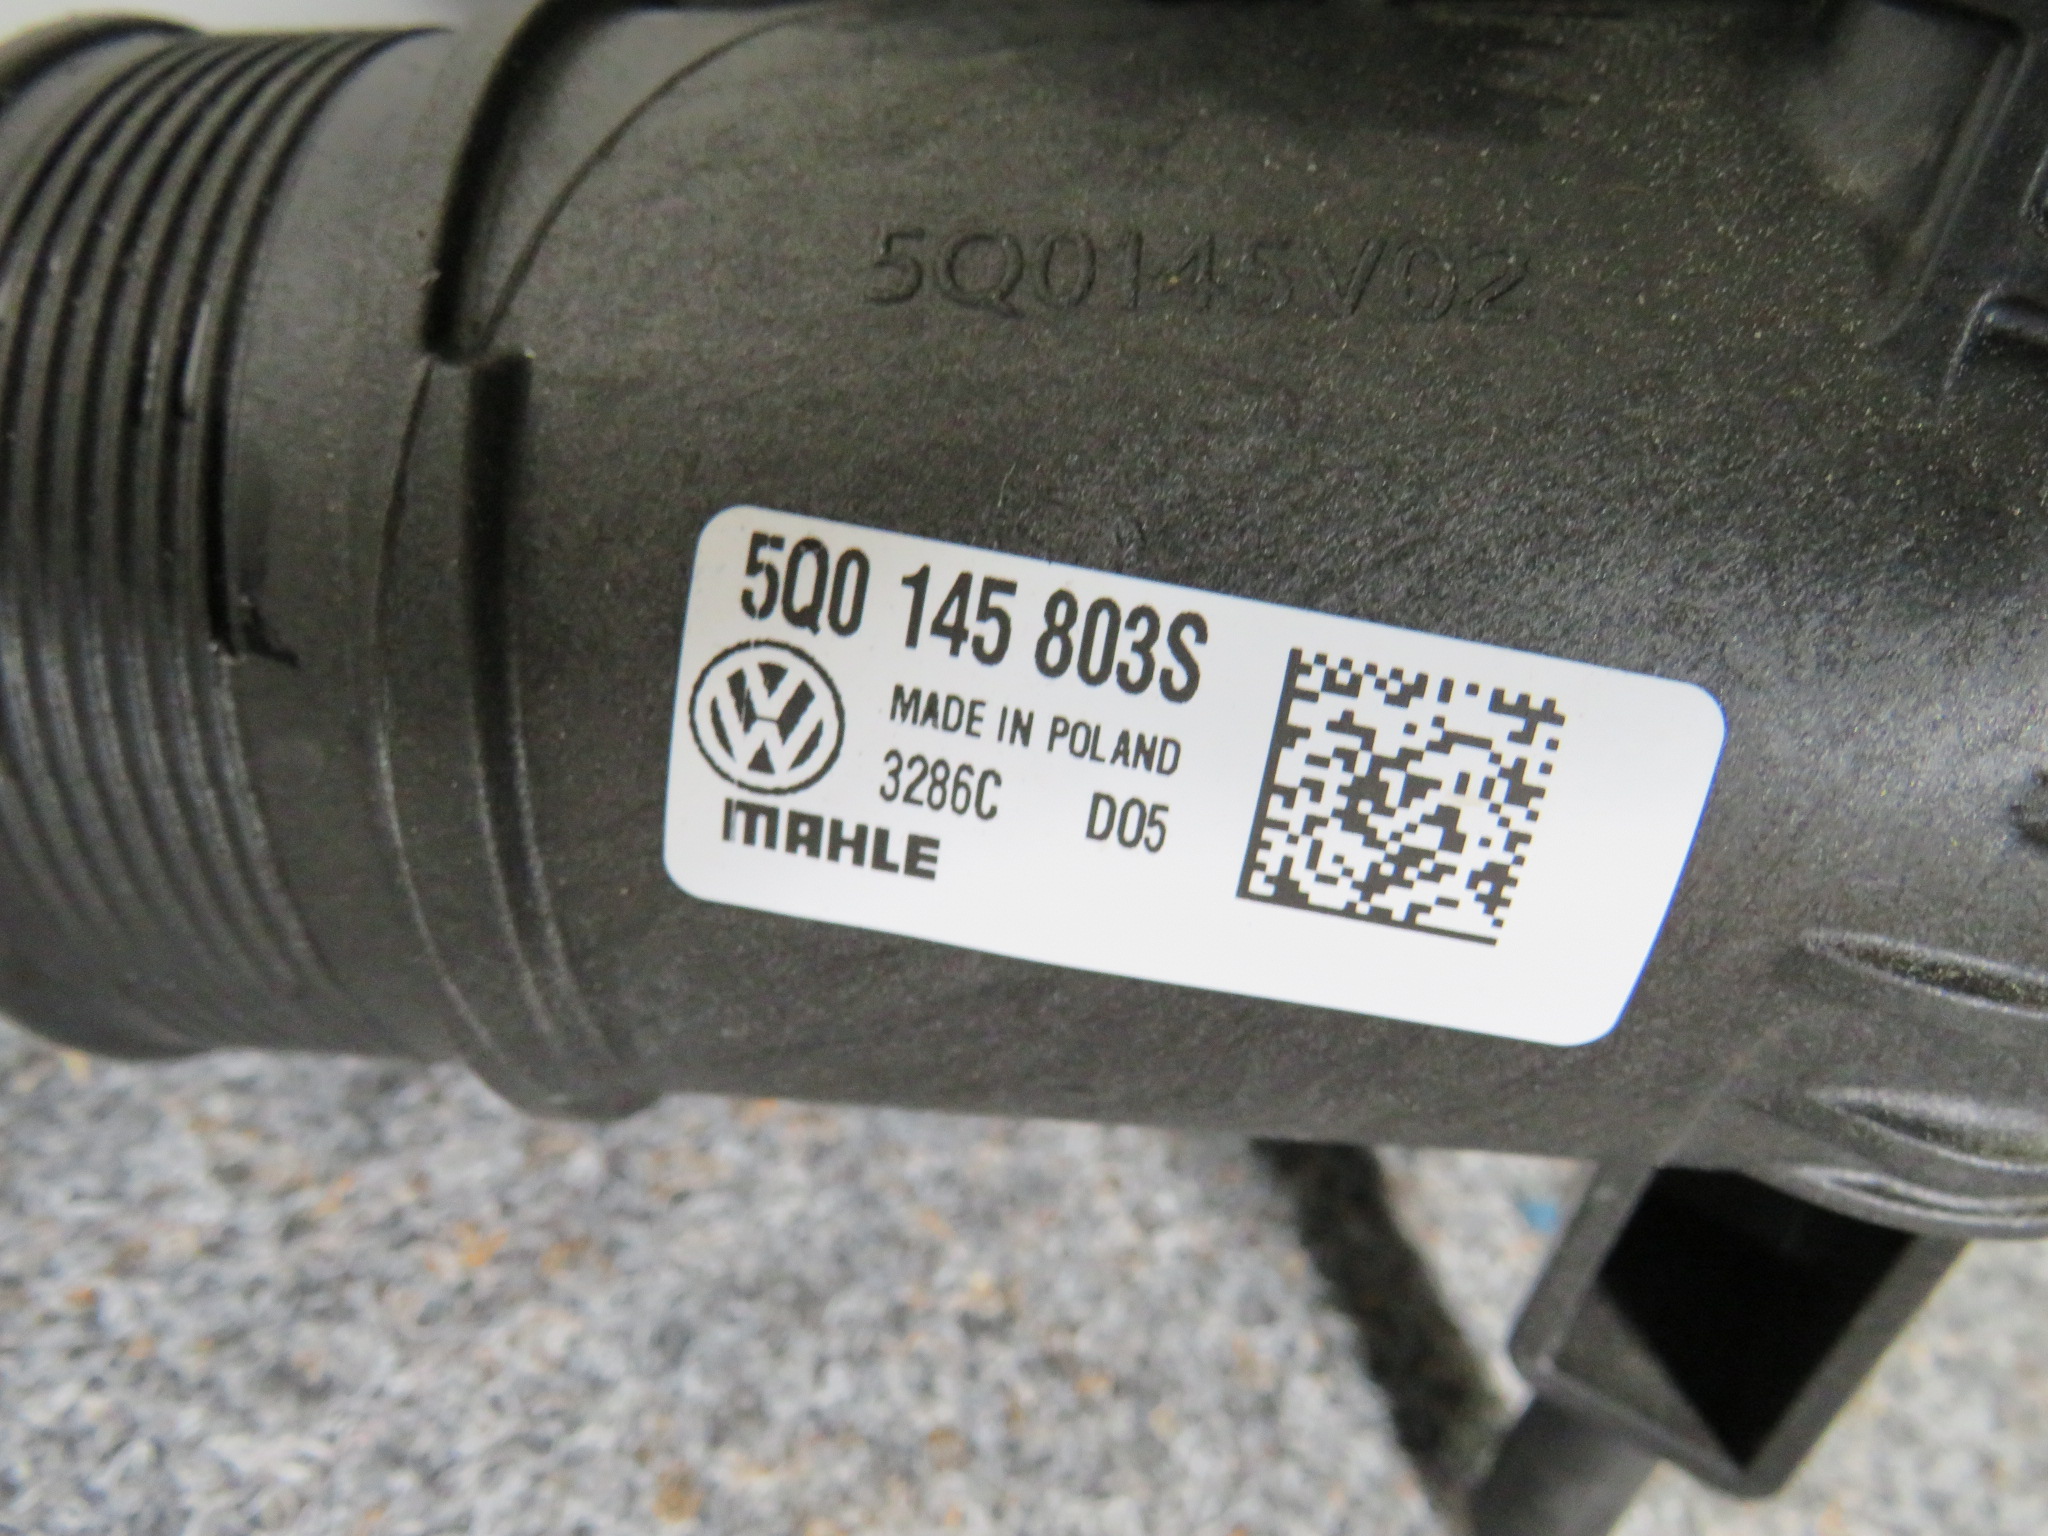 5Q0145V02
5Q0 145 803S
MADE IN POLAND
3286C D05
MAHLE